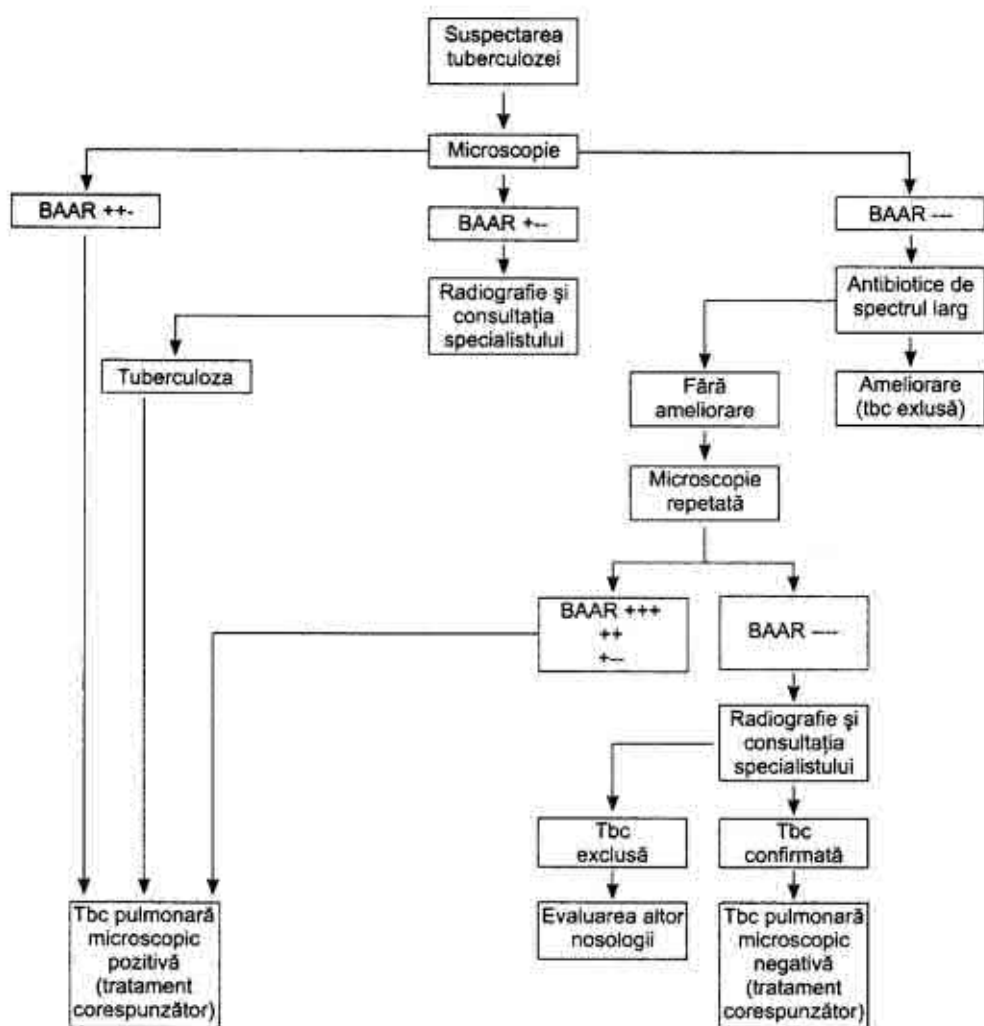 Suspectarea
tuberculozei
Microscopie
BAAR ++-
BAAR +--
BAAR ---
Radiografie şi
consultaţia
specialistului
Antibiotice de
spectrul larg
Tuberculoza
Fără
ameliorare
Ameliorare
(tbc exlusă)
Microscopie
repetată
BAAR +++
++
+--
BAAR ----
Radiografie şi
consultaţia
specialistului
Tbc
exclusă
Tbc
confirmată
Tbc pulmonară
microscopic
pozitivă
(tratament
corespunzător)
Evaluarea altor
nosologii
Tbc pulmonară
microscopic
negativă
(tratament
corespunzător)